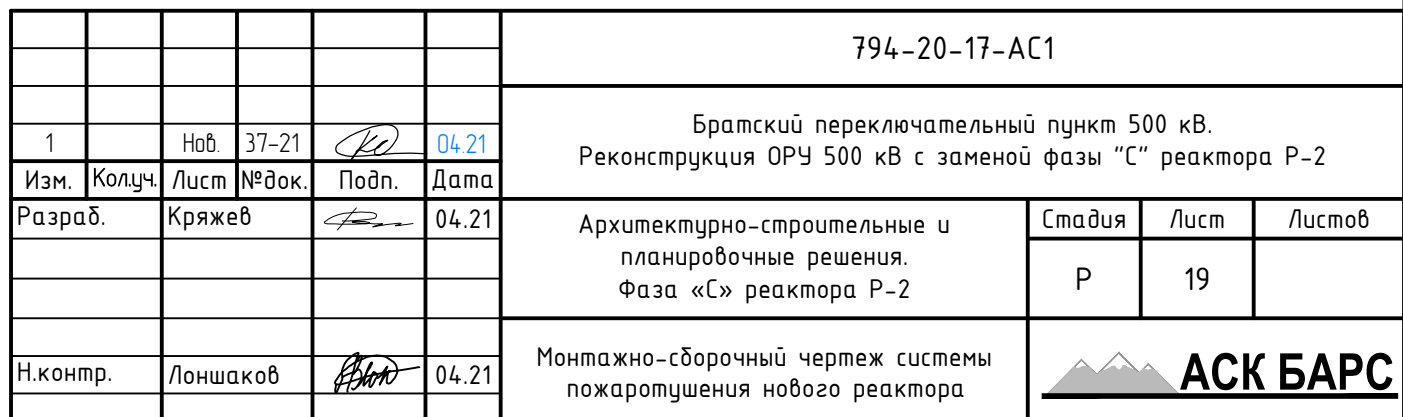 794-20-17-АС1
Братский переключательный пункт 500 кВ.
Реконструкция ОРУ 500 кВ с заменой фазы "С" реактора Р-2
1 Нов. 37-21 04.21
Изм. Кол.уч. Лист №док. Подп. Дата
Разраб. Кряжев 04.21
Архитектурно-строительные и
планировочные решения.
Фаза «С» реактора Р-2
Стадия Лист Листов
Р 19
Н.контр. Лоншаков 04.21
Монтажно-сборочный чертеж системы
пожаротушения нового реактора
АСК БАРС